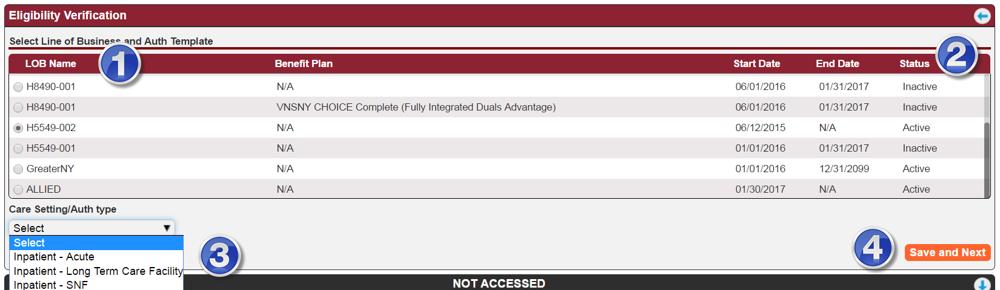 Eligibility Verification
Select Line of Business and Auth Template
LOB Name 1 Benefit Plan Start Date End Date Status 2
H8490-001 N/A 06/01/2016 01/31/2017 Inactive
H8490-001 VNSNY CHOICE Complete (Fully Integrated Duals Advantage) 06/01/2016 01/31/2017 Inactive
H5549-002 N/A 06/12/2015 N/A Active
H5549-001 N/A 01/01/2016 01/31/2017 Inactive
GreaterNY N/A 01/01/2016 12/31/2099 Active
ALLIED N/A 01/30/2017 N/A Active
Care Setting/Auth type
Select
Select
Inpatient - Acute
Inpatient - Long Term Care Facility
Inpatient - SNF
3
4 Save and Next
NOT ACCESSED